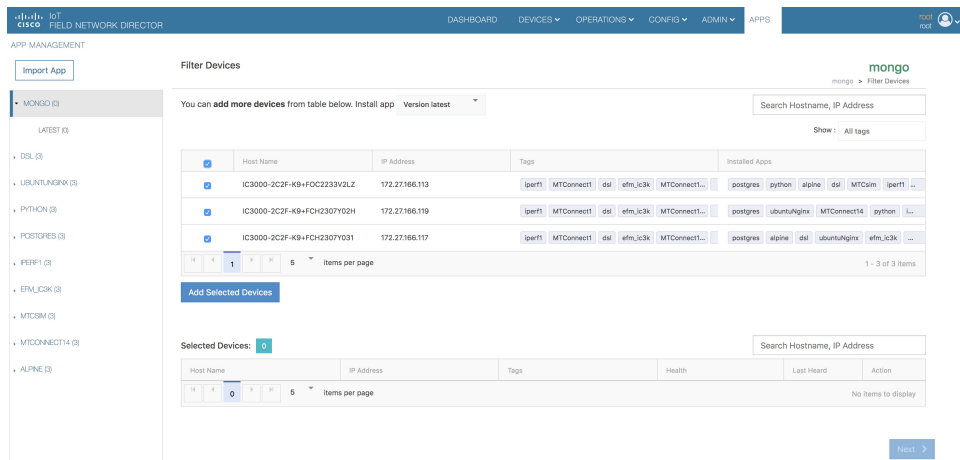 cisco IoT FIELD NETWORK DIRECTOR
DASHBOARD DEVICES OPERATIONS CONFIG ADMIN APPS
root
root
APP MANAGEMENT
Import App
MONGO (0)
LATEST (0)
DSL (3)
UBUNTUNGINX (3)
PYTHON (3)
POSTGRES (3)
IPERF1 (3)
EFM_IC3K (3)
MTCSIM (3)
MTCONNECT14 (3)
ALPINE (3)
Filter Devices
mongo
mongo > Filter Devices
You can add more devices from table below. Install app Version latest
Search Hostname, IP Address
Show : All tags
Host Name IP Address Tags Installed Apps
IC3000-2C2F-K9+FOC2233V2LZ 172.27.166.113 iperf1 MTConnect1 dsl efm_ic3k MTConnect1... postgres python alpine dsl MTCsim iperf1 ...
IC3000-2C2F-K9+FCH2307Y02H 172.27.166.119 iperf1 MTConnect1 dsl efm_ic3k MTConnect1... postgres ubuntuNginx MTConnect14 python i...
IC3000-2C2F-K9+FCH2307Y031 172.27.166.117 iperf1 MTConnect1 dsl efm_ic3k MTConnect1... postgres alpine dsl ubuntuNginx efm_ic3k ...
1 5 items per page 1 - 3 of 3 items
Add Selected Devices
Selected Devices: 0
Search Hostname, IP Address
Host Name IP Address Tags Health Last Heard Action
0 5 items per page No items to display
Next